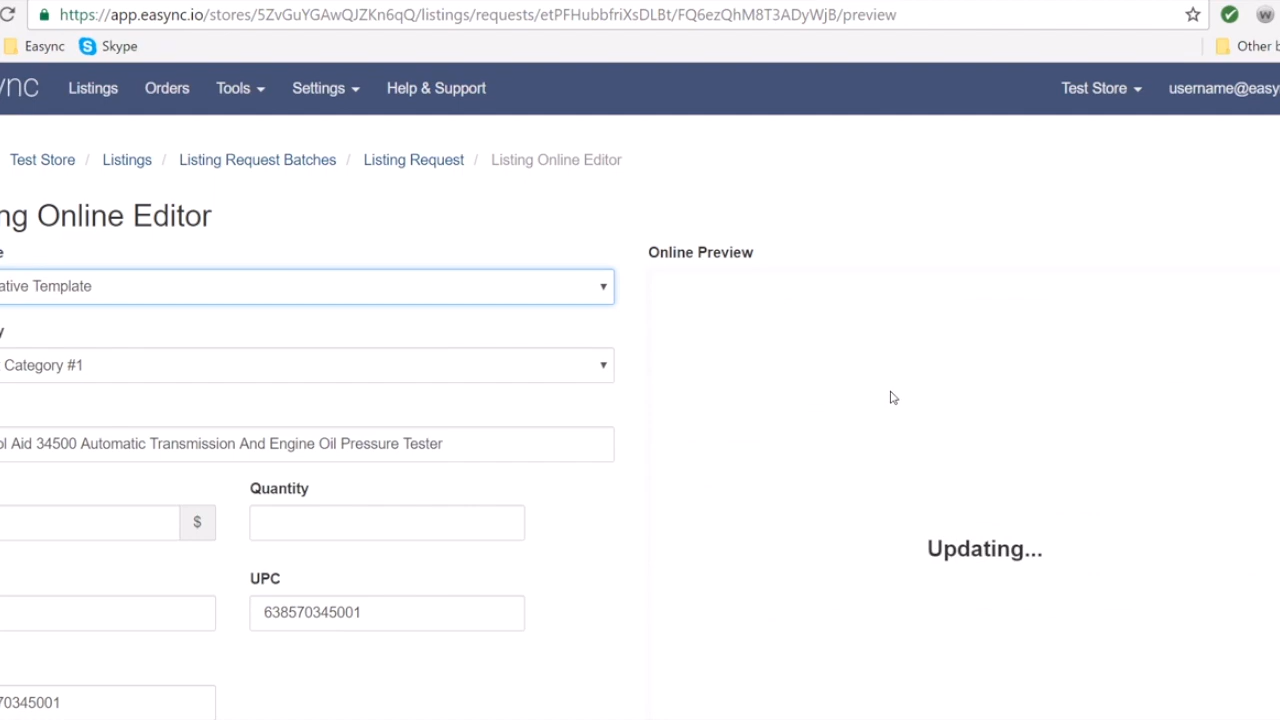 https://app.easync.io/stores/5ZvGuYGAwQJZKn6qQ/listings/requests/etPFHubbfriXsDLBt/FQ6ezQhM8T3ADyWjB/preview
Easync Skype Other b
ync Listings Orders Tools Settings Help & Support Test Store username@easy
Test Store / Listings / Listing Request Batches / Listing Request / Listing Online Editor
ng Online Editor
e Online Preview
ative Template
y
Category #1
ol Aid 34500 Automatic Transmission And Engine Oil Pressure Tester
Quantity
$
Updating...
UPC
638570345001
70345001